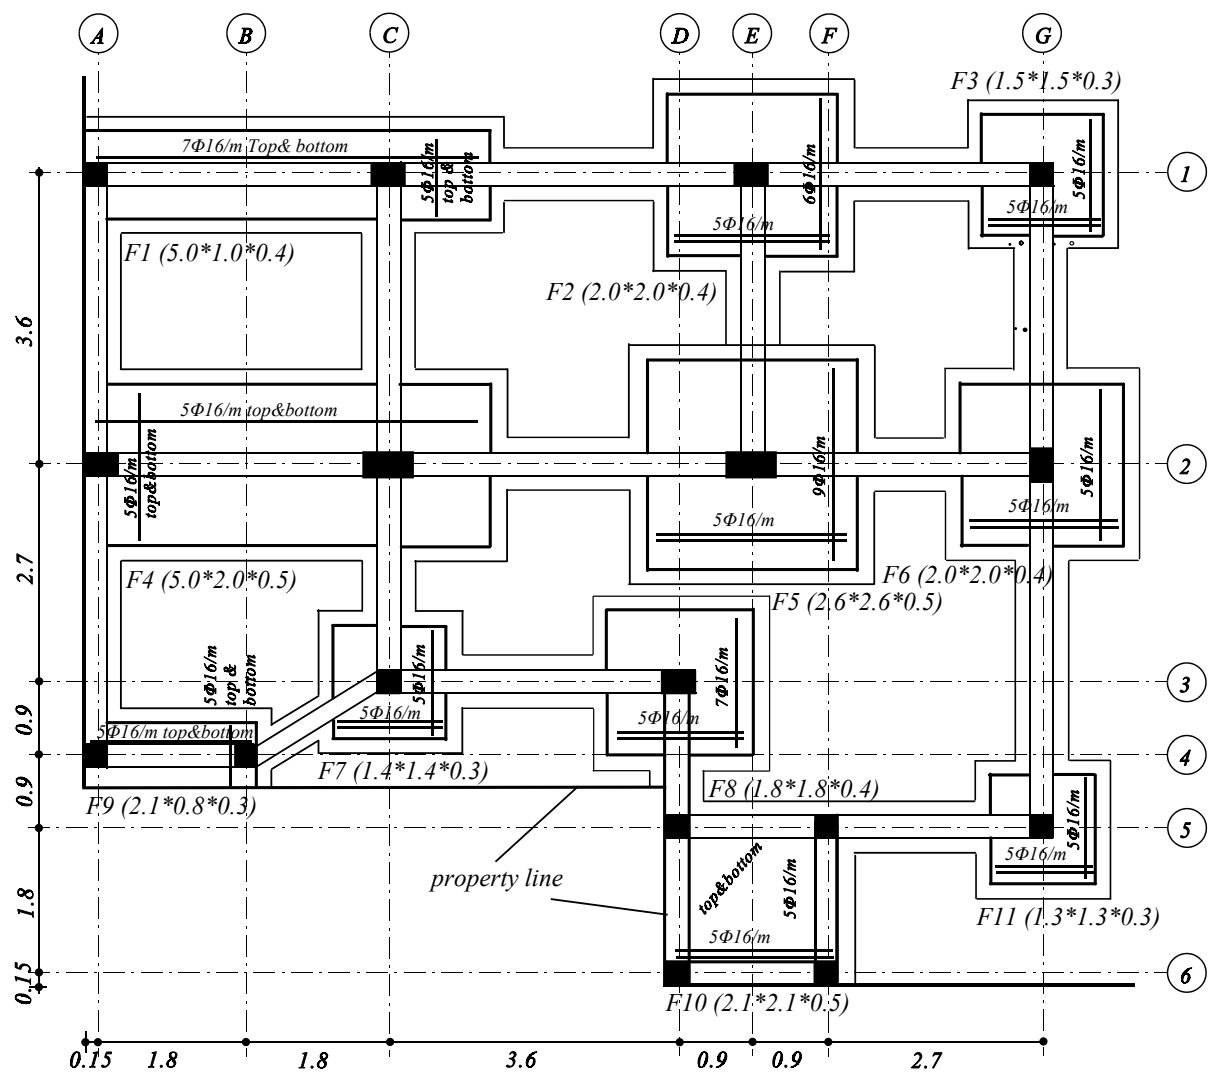 A B C D E F G
F3 (1.5*1.5*0.3)
7Φ16/m Top& bottom
5Φ16/m
top &
bottom
6Φ16/m
5Φ16/m
1
5Φ16/m
5Φ16/m
F1 (5.0*1.0*0.4)
F2 (2.0*2.0*0.4)
3.6
5Φ16/m top&bottom
5Φ16/m
top&bottom
9Φ16/m
5Φ16/m
2
5Φ16/m
5Φ16/m
F4 (5.0*2.0*0.5)
F6 (2.0*2.0*0.4)
F5 (2.6*2.6*0.5)
2.7
5Φ16/m
top &
bottom
5Φ16/m
7Φ16/m
3
5Φ16/m
5Φ16/m
0.9
5Φ16/m top&bottom
4
F7 (1.4*1.4*0.3)
F8 (1.8*1.8*0.4)
0.9
F9 (2.1*0.8*0.3)
5
5Φ16/m
5Φ16/m
property line
top&bottom
5Φ16/m
1.8
F11 (1.3*1.3*0.3)
5Φ16/m
0.15
6
F10 (2.1*2.1*0.5)
0.15 1.8 1.8 3.6 0.9 0.9 2.7